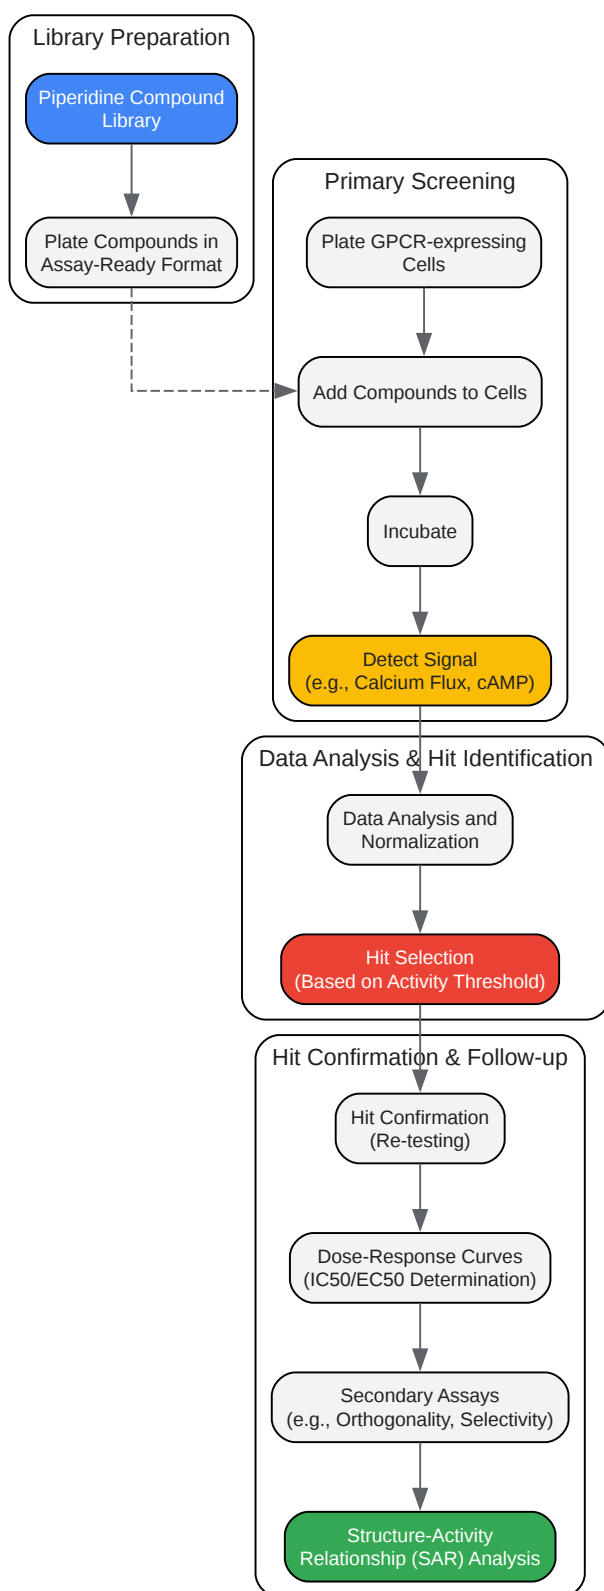 Library Preparation
Piperidine Compound
Library
Plate Compounds in
Assay-Ready Format
Primary Screening
Plate GPCR-expressing
Cells
Add Compounds to Cells
Incubate
Detect Signal
(e.g., Calcium Flux, cAMP)
Data Analysis & Hit Identification
Data Analysis and
Normalization
Hit Selection
(Based on Activity Threshold)
Hit Confirmation & Follow-up
Hit Confirmation
(Re-testing)
Dose-Response Curves
(IC50/EC50 Determination)
Secondary Assays
(e.g., Orthogonality, Selectivity)
Structure-Activity
Relationship (SAR) Analysis